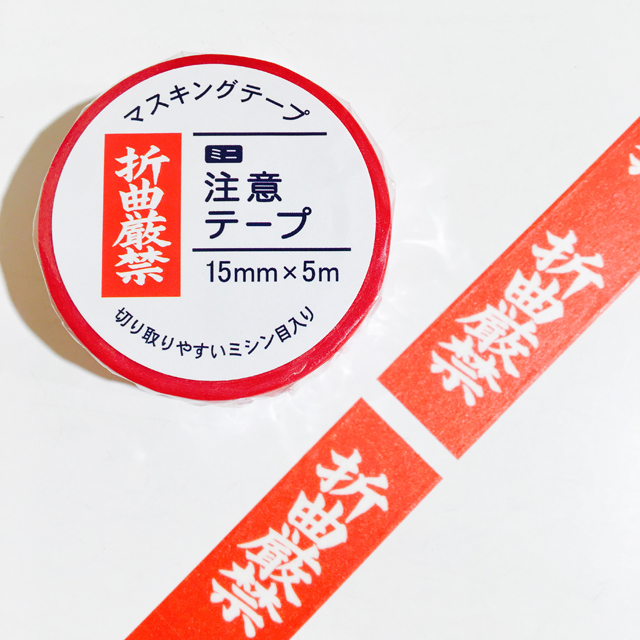 マスキングテープ
折曲厳禁
ミニ
注意
テープ
15mm×5m
切り取りやすいミシン目入り
折曲厳禁
折曲厳禁